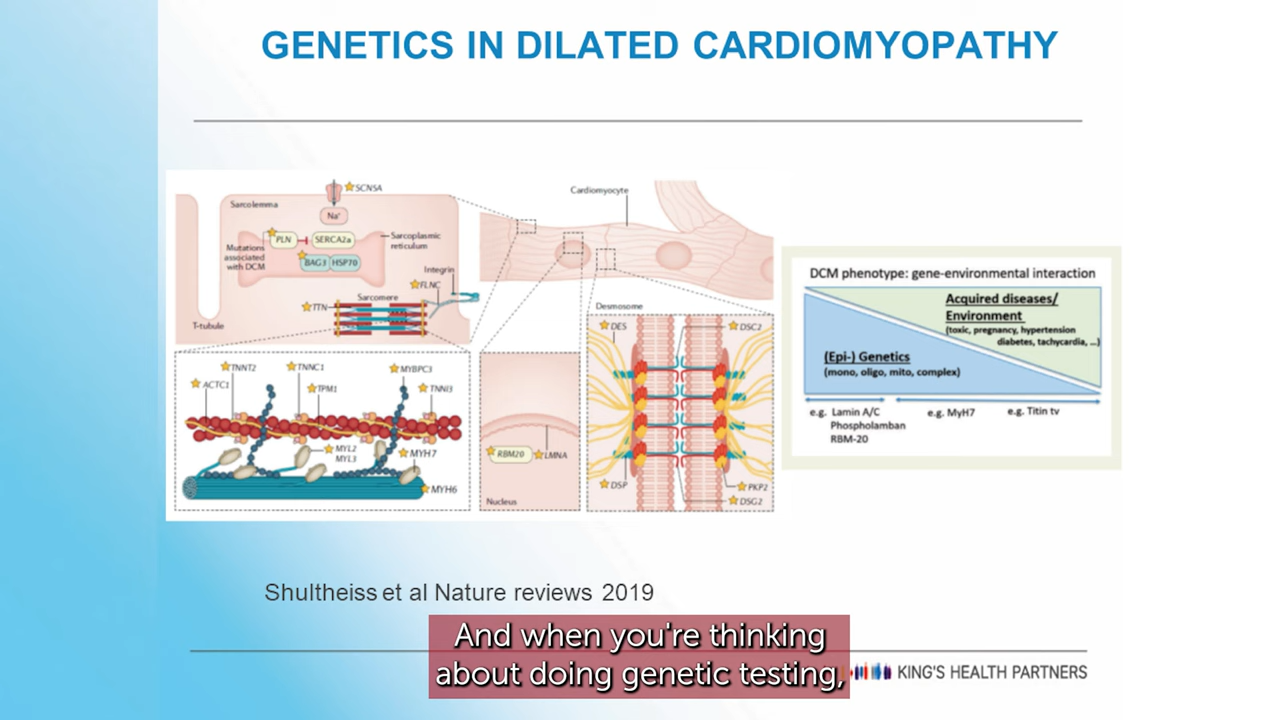 GENETICS IN DILATED CARDIOMYOPATHY
SCN5A
Sarcolemma
Na⁺
PLN
SERCA2a
Sarcoplasmic
reticulum
Mutations
associated
with DCM
BAG3
HSP70
Integrin
FLNC
Sarcomere
TTN
T-tubule
Cardiomyocyte
Desmosome
TNNT2
TNNC1
MYBPC3
ACTC1
TPM1
TNNI3
MYL2
MYL3
MYH7
MYH6
RBM20
LMNA
Nucleus
DES
DSC2
DSP
PKP2
DSG2
DCM phenotype: gene-environmental interaction
Acquired diseases/
Environment
(toxic, pregnancy, hypertension
diabetes, tachycardia, ...)
(Epi-) Genetics
(mono, oligo, mito, complex)
e.g. Lamin A/C
Phospholamban
RBM-20
e.g. MyH7
e.g. Titin tv
Shultheiss et al Nature reviews 2019
And when you're thinking
about doing genetic testing,
KING'S HEALTH PARTNERS